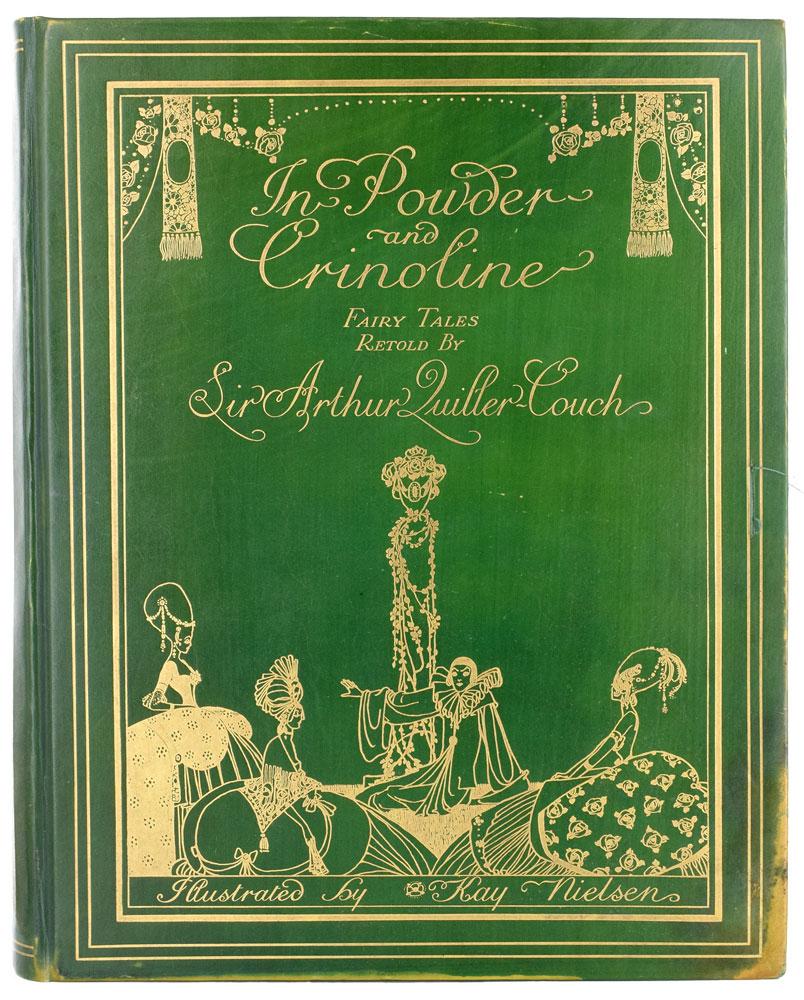 In Powder
and
Crinoline
FAIRY TALES
RETOLD BY
Sir Arthur Quiller-Couch
Illustrated by Kay Nielsen